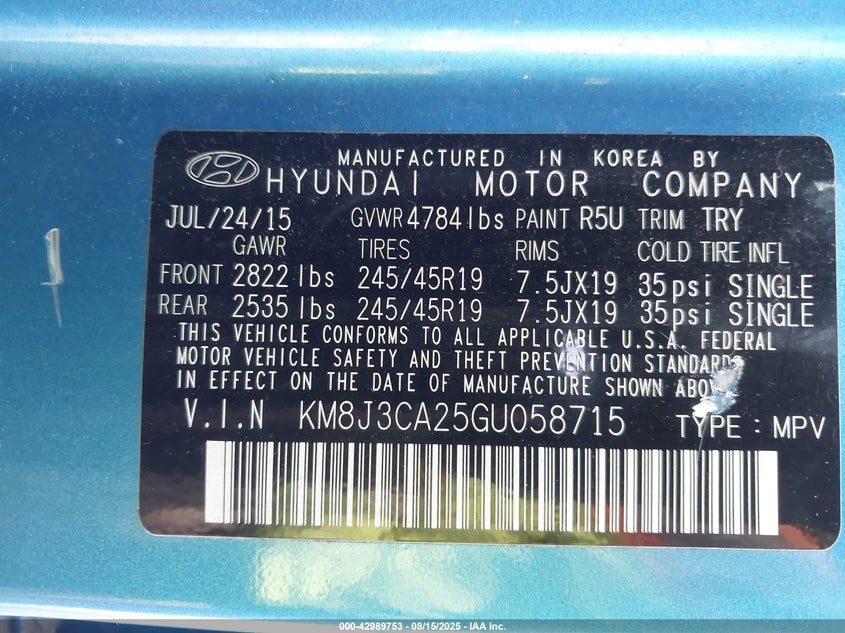 MANUFACTURED IN KOREA BY
HYUNDAI MOTOR COMPANY
JUL/24/15 GVWR 4784 lbs PAINT R5U TRIM TRY
GAWR TIRES RIMS COLD TIRE INFL
FRONT 2822 lbs 245/45R19 7.5JX19 35psi SINGLE
REAR 2535 lbs 245/45R19 7.5JX19 35psi SINGLE
THIS VEHICLE CONFORMS TO ALL APPLICABLE U.S.A. FEDERAL
MOTOR VEHICLE SAFETY AND THEFT PREVENTION STANDARDS
IN EFFECT ON THE DATE OF MANUFACTURE SHOWN ABOVE
V.I.N KM8J3CA25GU058715 TYPE : MPV
000-42989753 - 08/15/2025 - IAA Inc.